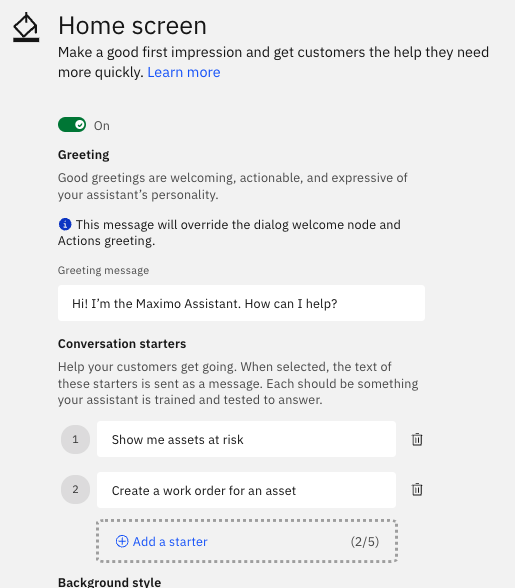 Home screen
Make a good first impression and get customers the help they need
more quickly. Learn more
On
Greeting
Good greetings are welcoming, actionable, and expressive of
your assistant’s personality.
This message will override the dialog welcome node and
Actions greeting.
Greeting message
Hi! I’m the Maximo Assistant. How can I help?
Conversation starters
Help your customers get going. When selected, the text of
these starters is sent as a message. Each should be something
your assistant is trained and tested to answer.
1 Show me assets at risk
2 Create a work order for an asset
Add a starter (2/5)
Background style